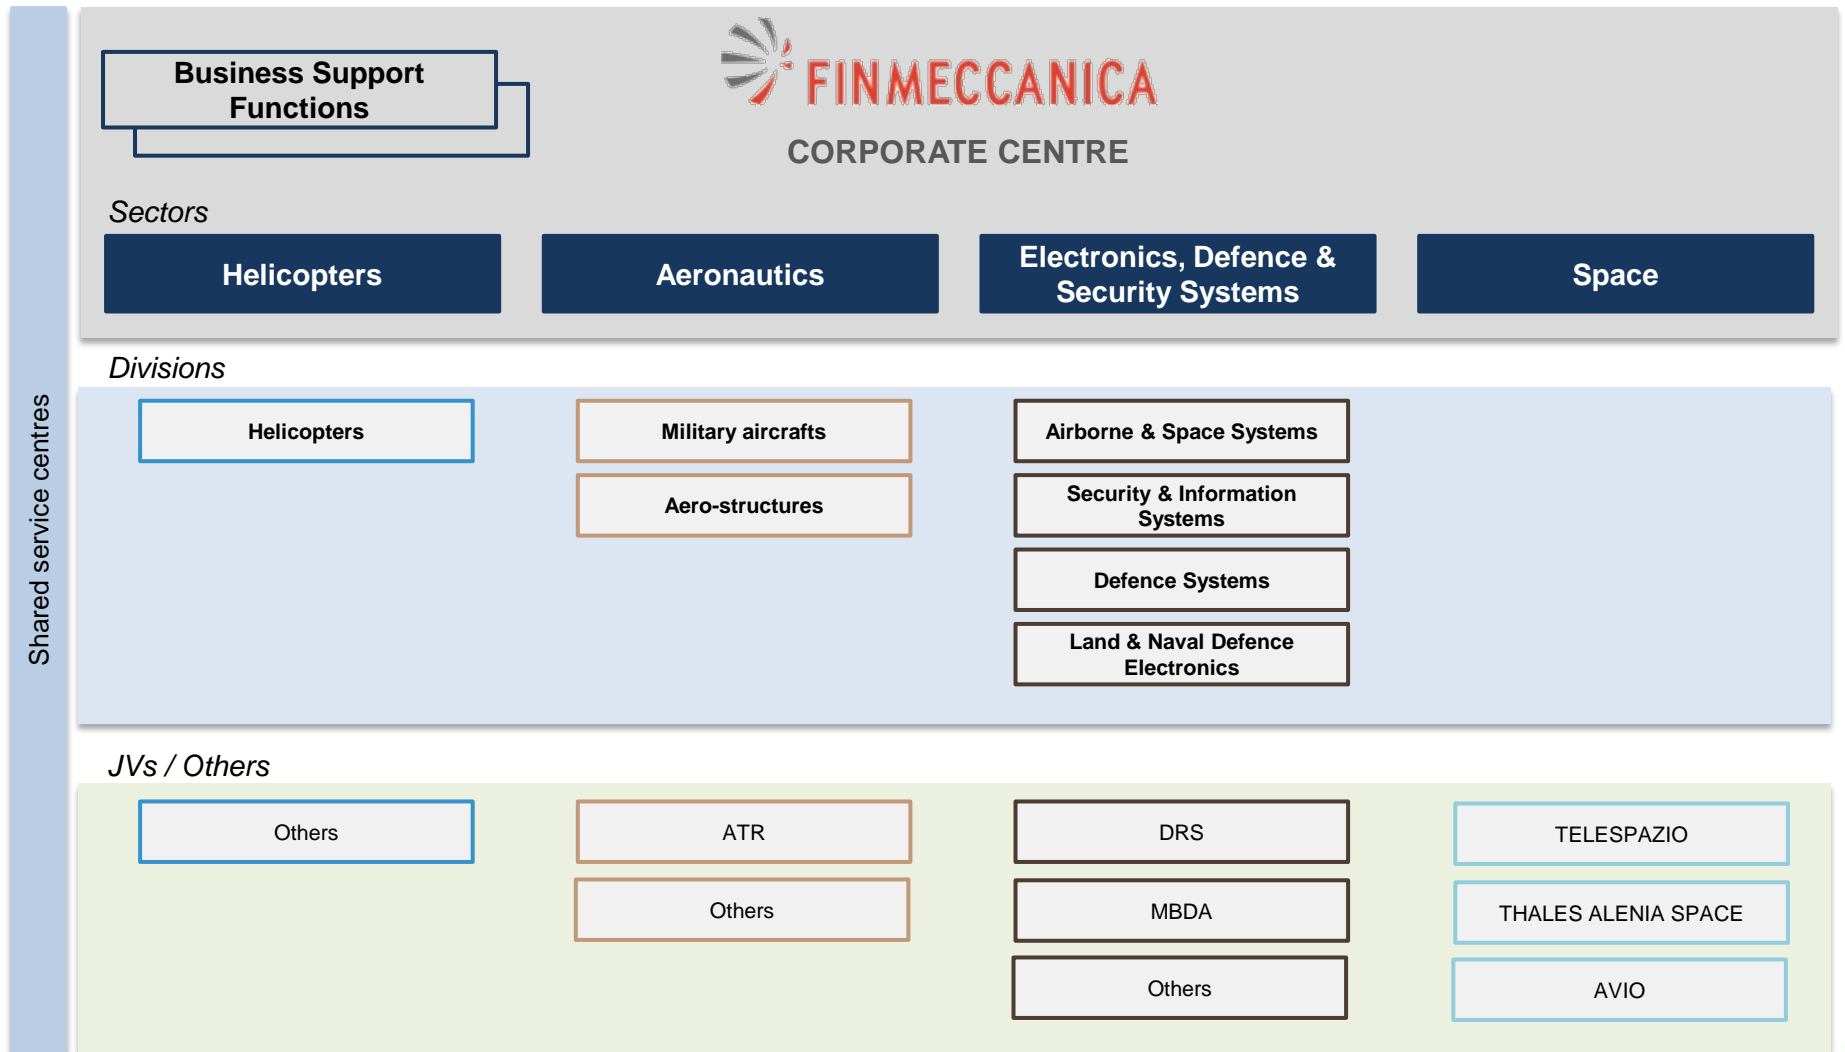 Business Support
Functions
FINMECCANICA
CORPORATE CENTRE
Sectors
Helicopters
Aeronautics
Electronics, Defence &
Security Systems
Space
Divisions
Helicopters
Military aircrafts
Airborne & Space Systems
Aero-structures
Security & Information
Systems
Defence Systems
Land & Naval Defence
Electronics
Shared service centres
JVs / Others
Others
ATR
DRS
TELESPAZIO
Others
MBDA
THALES ALENIA SPACE
Others
AVIO